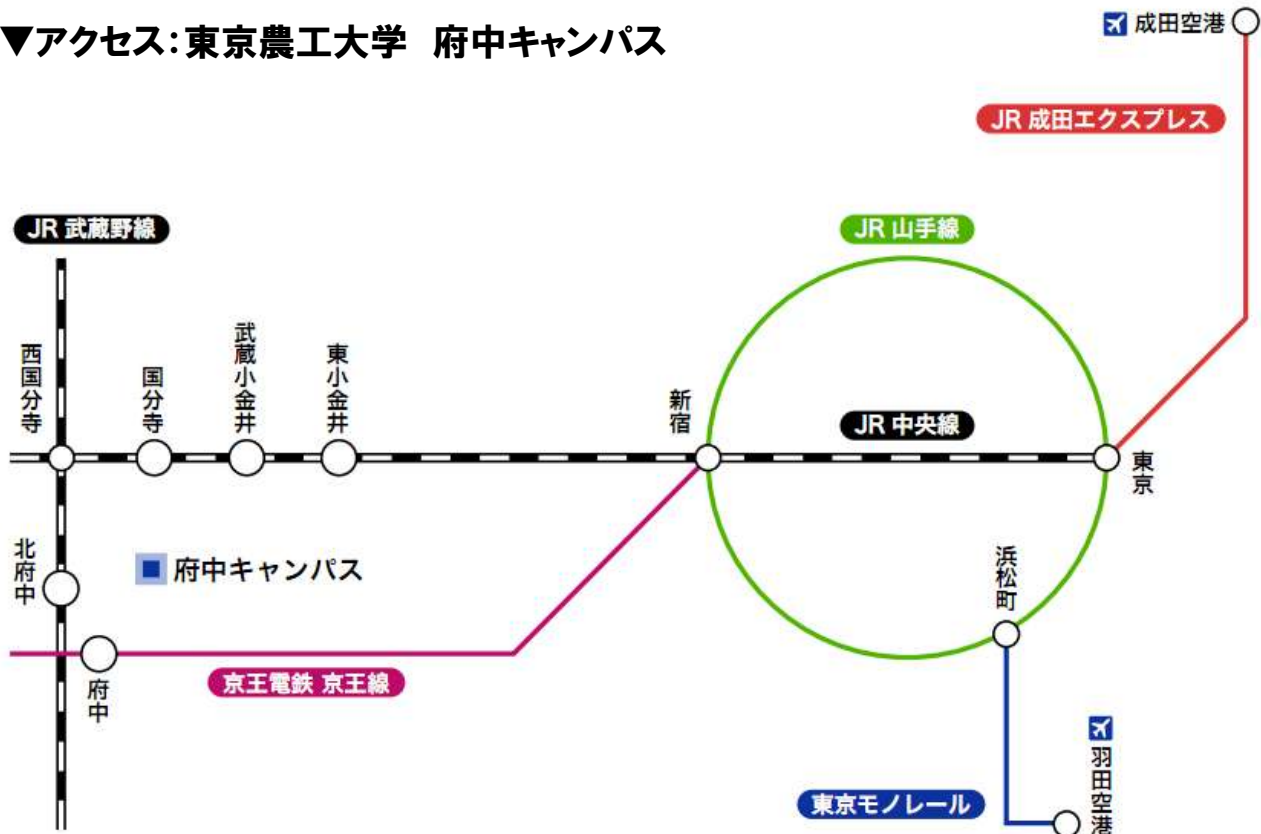 ▼アクセス：東京農工大学　府中キャンパス
成田空港
JR 成田エクスプレス
JR 武蔵野線
JR 山手線
西国分寺
国分寺
武蔵小金井
東小金井
新宿
JR 中央線
東京
北府中
府中キャンパス
浜松町
府中
京王電鉄 京王線
羽田空港
東京モノレール